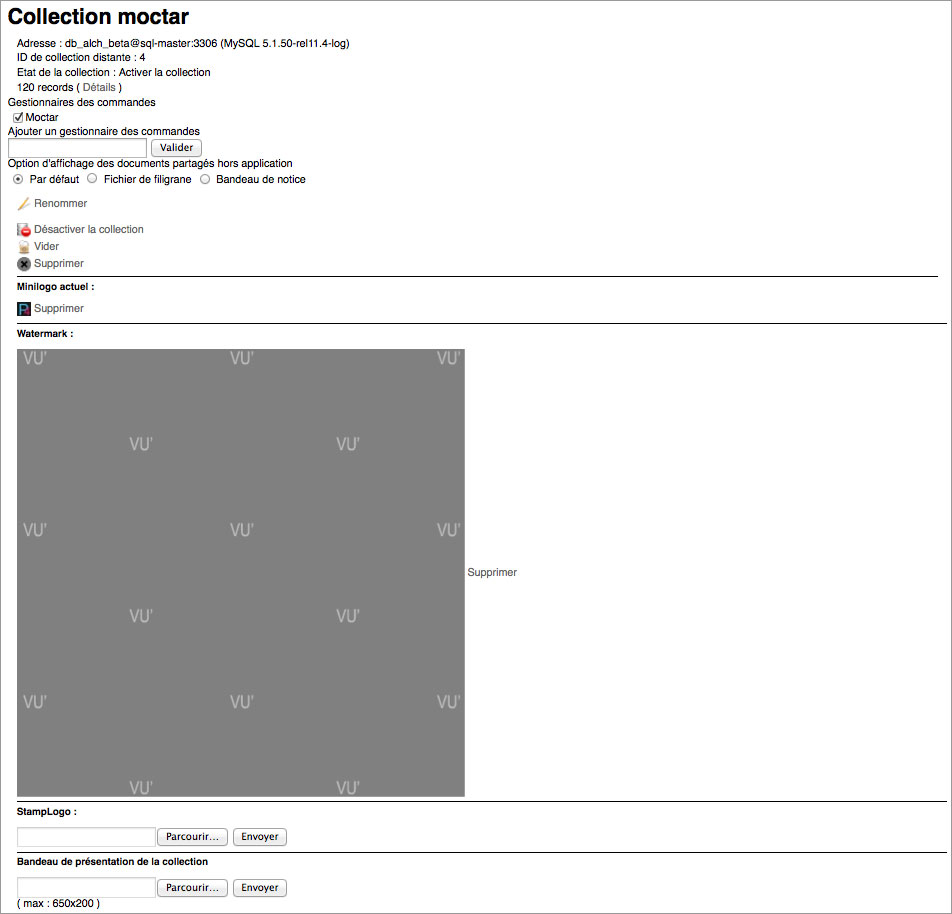 Collection moctar
Adresse : db_alch_beta@sql-master:3306 (MySQL 5.1.50-rel11.4-log)
ID de collection distante : 4
Etat de la collection : Activer la collection
120 records ( Détails )
Gestionnaires des commandes
Moctar
Ajouter un gestionnaire des commandes
Valider
Option d'affichage des documents partagés hors application
Par défaut Fichier de filigrane Bandeau de notice
Renommer
Désactiver la collection
Vider
Supprimer
Minilogo actuel :
P Supprimer
Watermark :
VU' VU' VU'
VU' VU'
VU' VU' VU'
Supprimer
VU' VU'
VU' VU' VU'
VU' VU'
StampLogo :
Parcourir... Envoyer
Bandeau de présentation de la collection
Parcourir... Envoyer
( max : 650x200 )